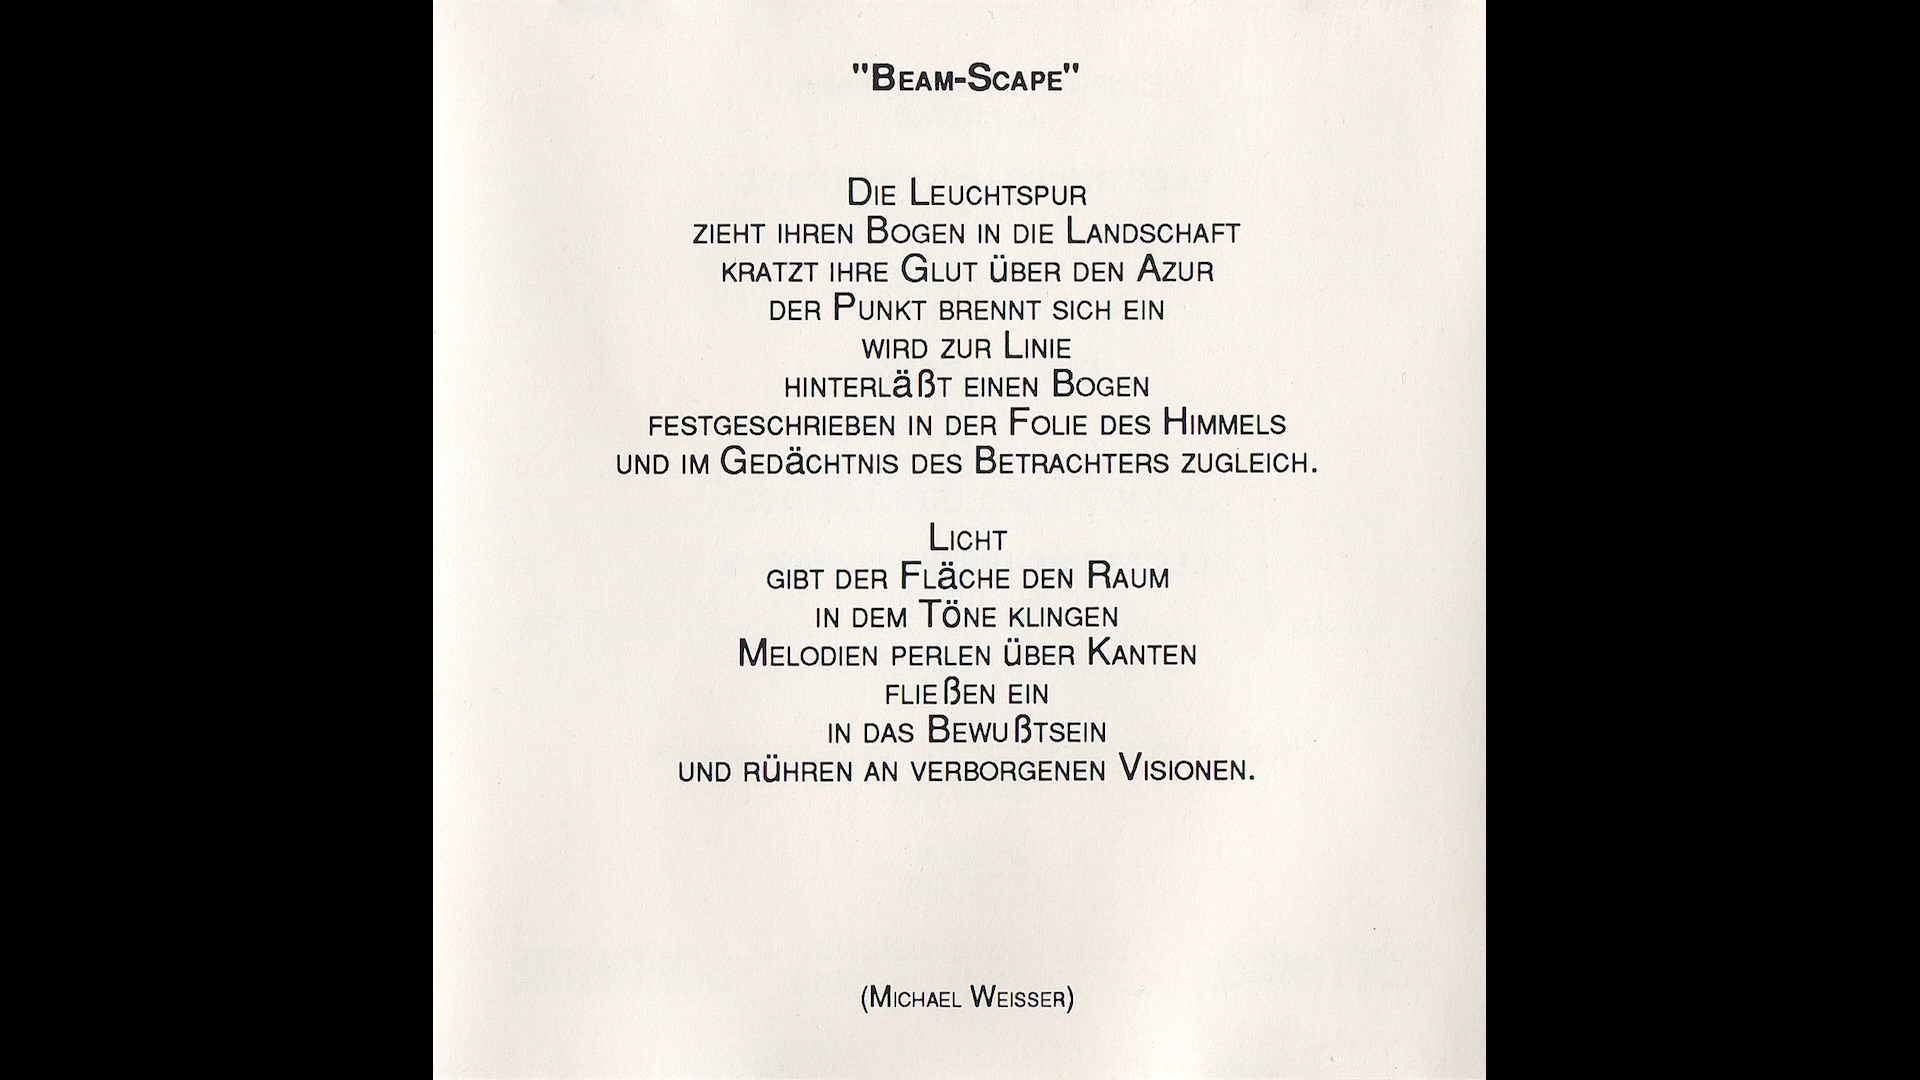 "Beam-Scape"
Die Leuchtspur
zieht ihren Bogen in die Landschaft
kratzt ihre Glut über den Azur
der Punkt brennt sich ein
wird zur Linie
hinterläßt einen Bogen
festgeschrieben in der Folie des Himmels
und im Gedächtnis des Betrachters zugleich.
Licht
gibt der Fläche den Raum
in dem Töne klingen
Melodien perlen über Kanten
fließen ein
in das Bewußtsein
und rühren an verborgenen Visionen.
(Michael Weisser)